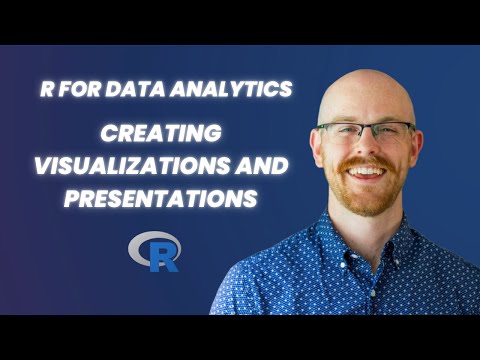 R FOR DATA ANALYTICS
CREATING
VISUALIZATIONS AND
PRESENTATIONS
R